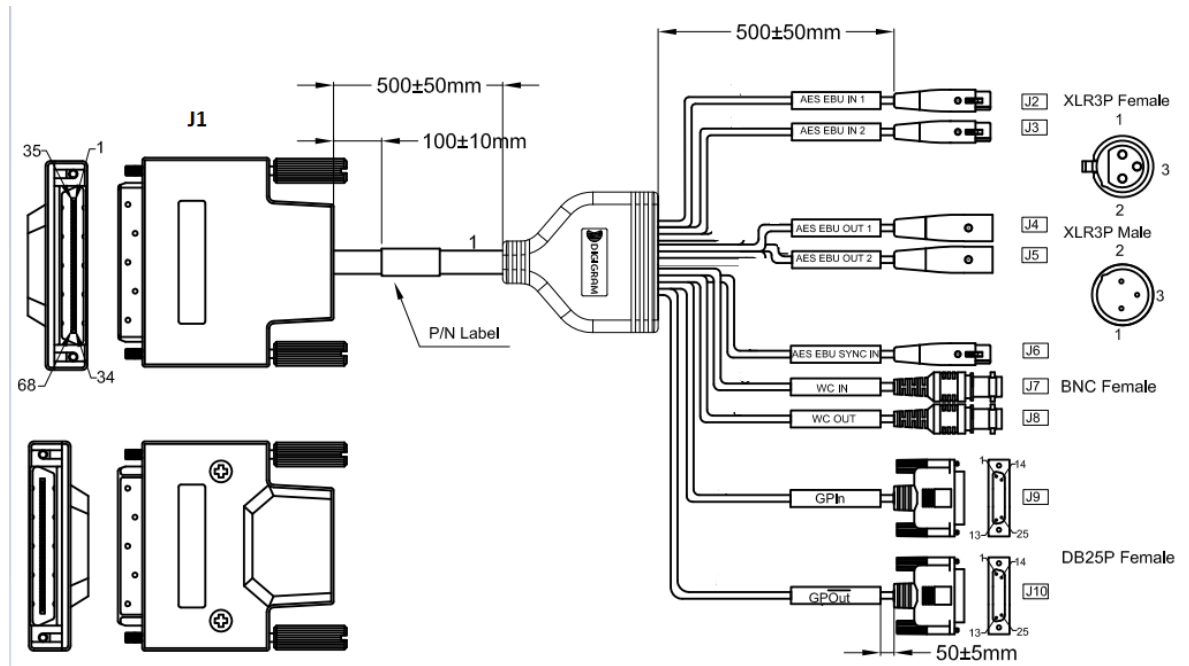 500±50mm
500±50mm
J1
100±10mm
35
1
68
34
1
P/N Label
DIGIGRAM
AES EBU IN 1
J2
XLR3P Female
AES EBU IN 2
J3
1
3
2
AES EBU OUT 1
J4
XLR3P Male
AES EBU OUT 2
J5
2
3
1
AES EBU SYNC IN
J6
WC IN
J7
BNC Female
WC OUT
J8
GPIn
1
14
J9
13
25
DB25P Female
GPOut
1
14
J10
13
25
50±5mm